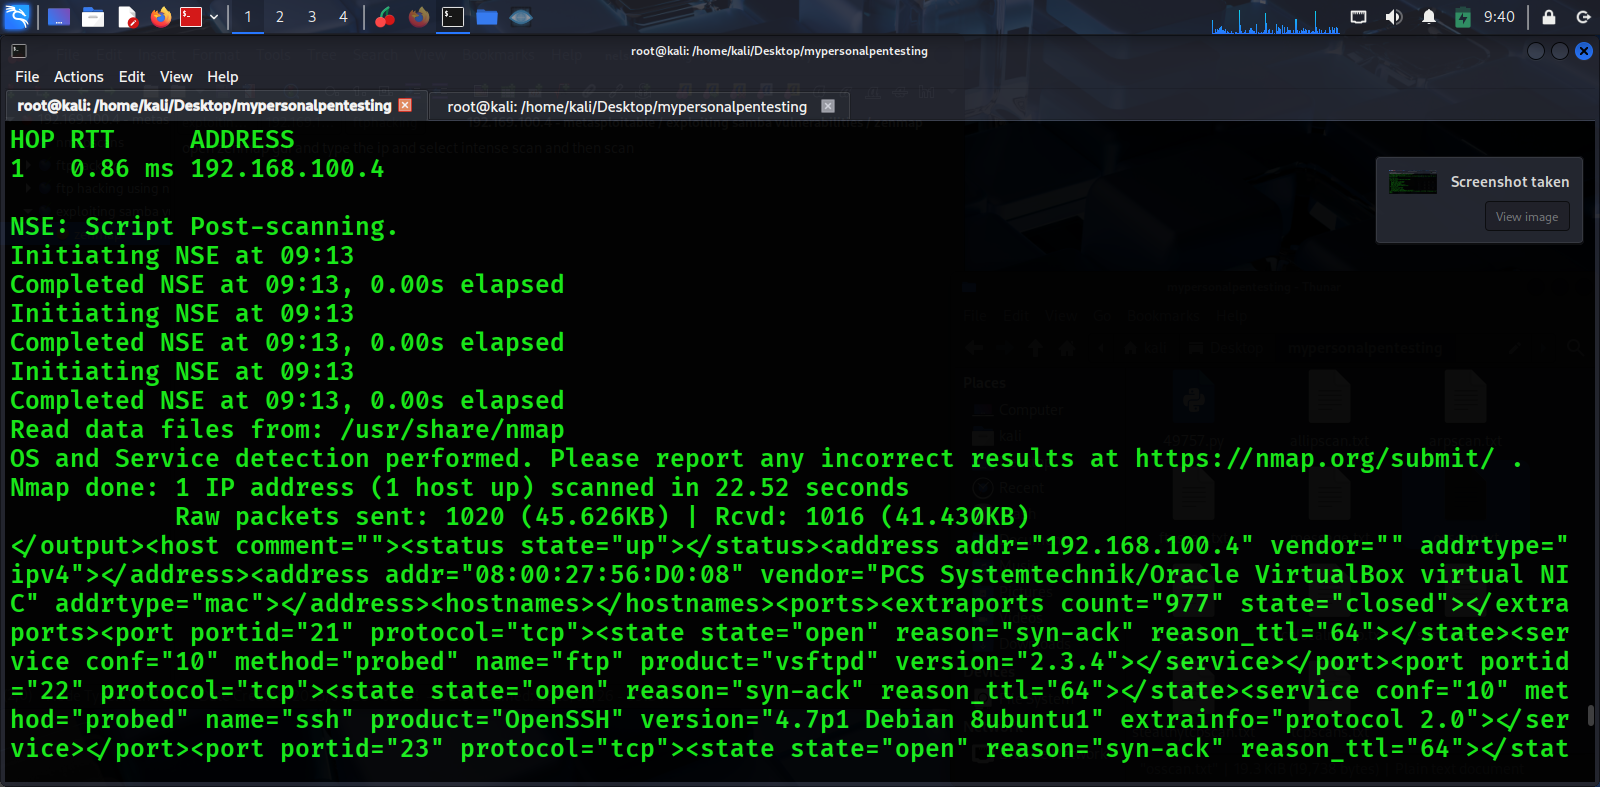 1 2 3 4 9:40
root@kali: /home/kali/Desktop/mypersonalpentesting
File Actions Edit View Help
root@kali: /home/kali/Desktop/mypersonalpentesting root@kali: /home/kali/Desktop/mypersonalpentesting
HOP RTT ADDRESS
1 0.86 ms 192.168.100.4
Screenshot taken
View image
NSE: Script Post-scanning.
Initiating NSE at 09:13
Completed NSE at 09:13, 0.00s elapsed
Initiating NSE at 09:13
Completed NSE at 09:13, 0.00s elapsed
Initiating NSE at 09:13
Completed NSE at 09:13, 0.00s elapsed
Read data files from: /usr/share/nmap
OS and Service detection performed. Please report any incorrect results at https://nmap.org/submit/ .
Nmap done: 1 IP address (1 host up) scanned in 22.52 seconds
Raw packets sent: 1020 (45.626KB) | Rcvd: 1016 (41.430KB)
</output><host comment=""><status state="up"></status><address addr="192.168.100.4" vendor="" addrtype="
ipv4"></address><address addr="08:00:27:56:D0:08" vendor="PCS Systemtechnik/Oracle VirtualBox virtual NI
C" addrtype="mac"></address><hostnames></hostnames><ports><extraports count="977" state="closed"></extra
ports><port portid="21" protocol="tcp"><state state="open" reason="syn-ack" reason_ttl="64"></state><ser
vice conf="10" method="probed" name="ftp" product="vsftpd" version="2.3.4"></service></port><port portid
="22" protocol="tcp"><state state="open" reason="syn-ack" reason_ttl="64"></state><service conf="10" met
hod="probed" name="ssh" product="OpenSSH" version="4.7p1 Debian 8ubuntu1" extrainfo="protocol 2.0"></ser
vice></port><port portid="23" protocol="tcp"><state state="open" reason="syn-ack" reason_ttl="64"></stat